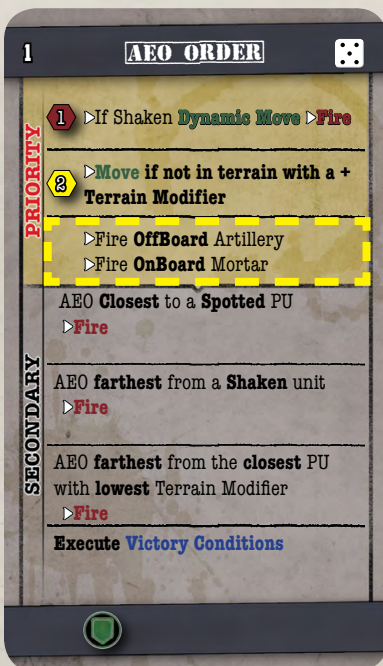 1 AEO ORDER
PRIORITY
1 ▷If Shaken Dynamic Move ▷Fire
2 ▷Move if not in terrain with a +
Terrain Modifier
▷Fire OffBoard Artillery
▷Fire OnBoard Mortar
SECONDARY
AEO Closest to a Spotted PU
▷Fire
AEO farthest from a Shaken unit
▷Fire
AEO farthest from the closest PU
with lowest Terrain Modifier
▷Fire
Execute Victory Conditions